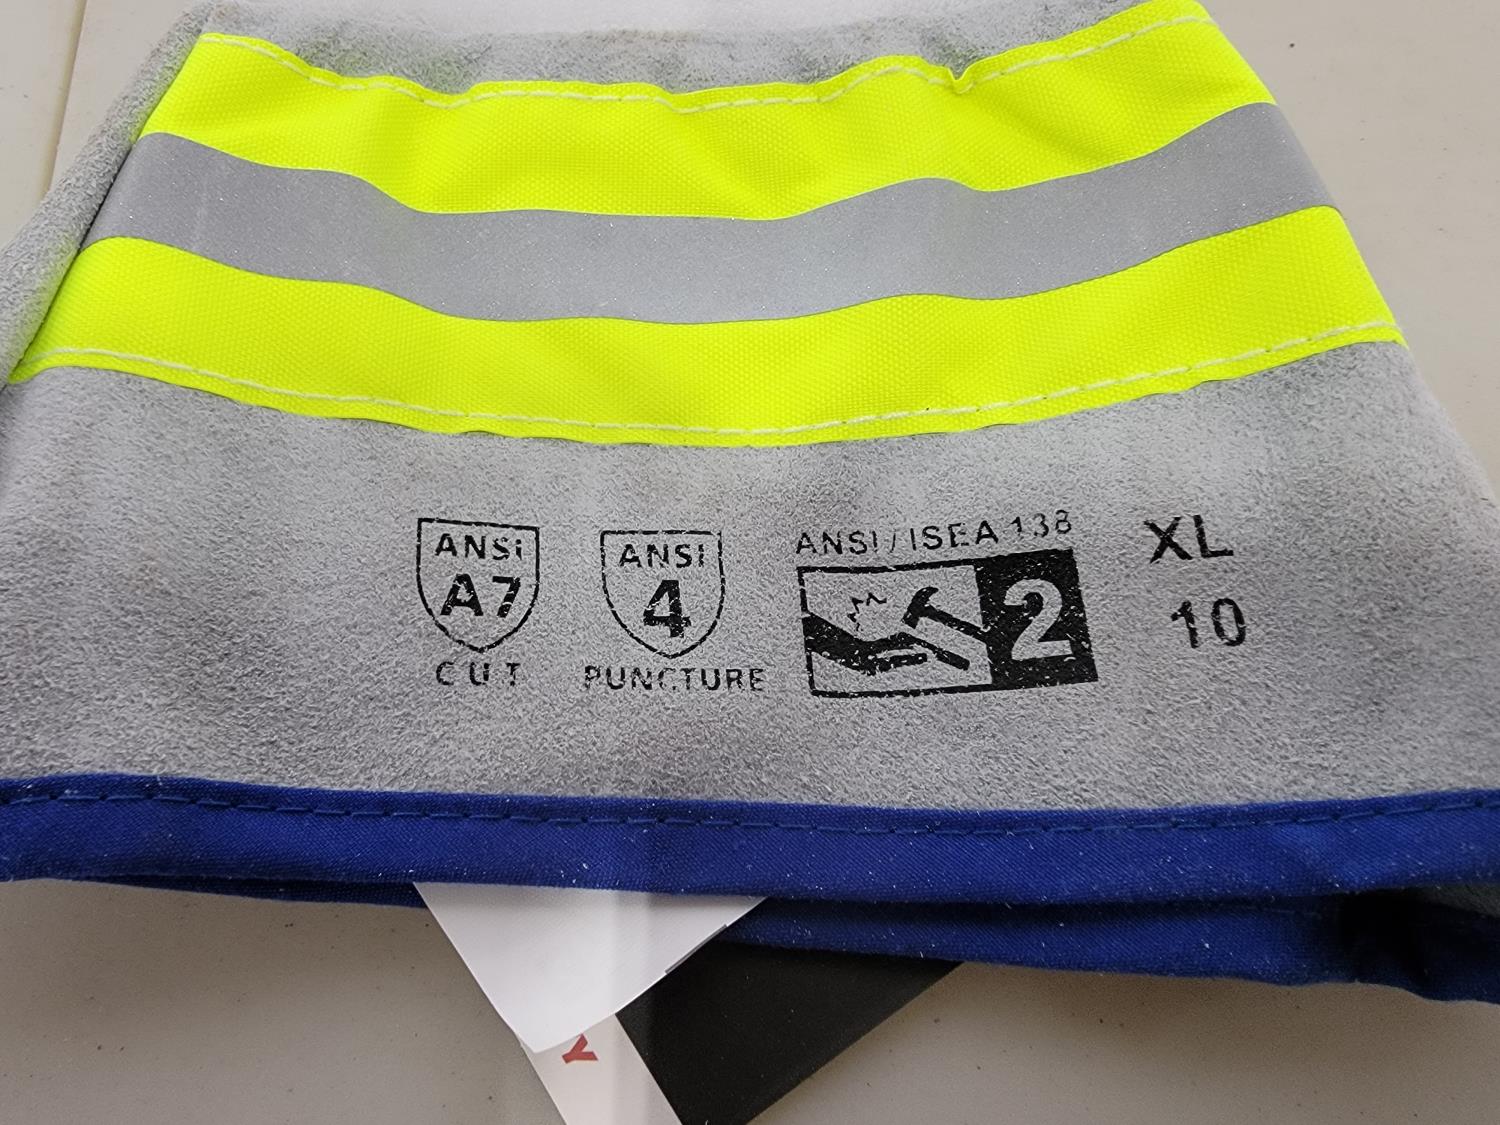 ANSI
A7
CUT
ANSI
4
PUNCTURE
ANSI/ISEA 138
2
XL
10
Y